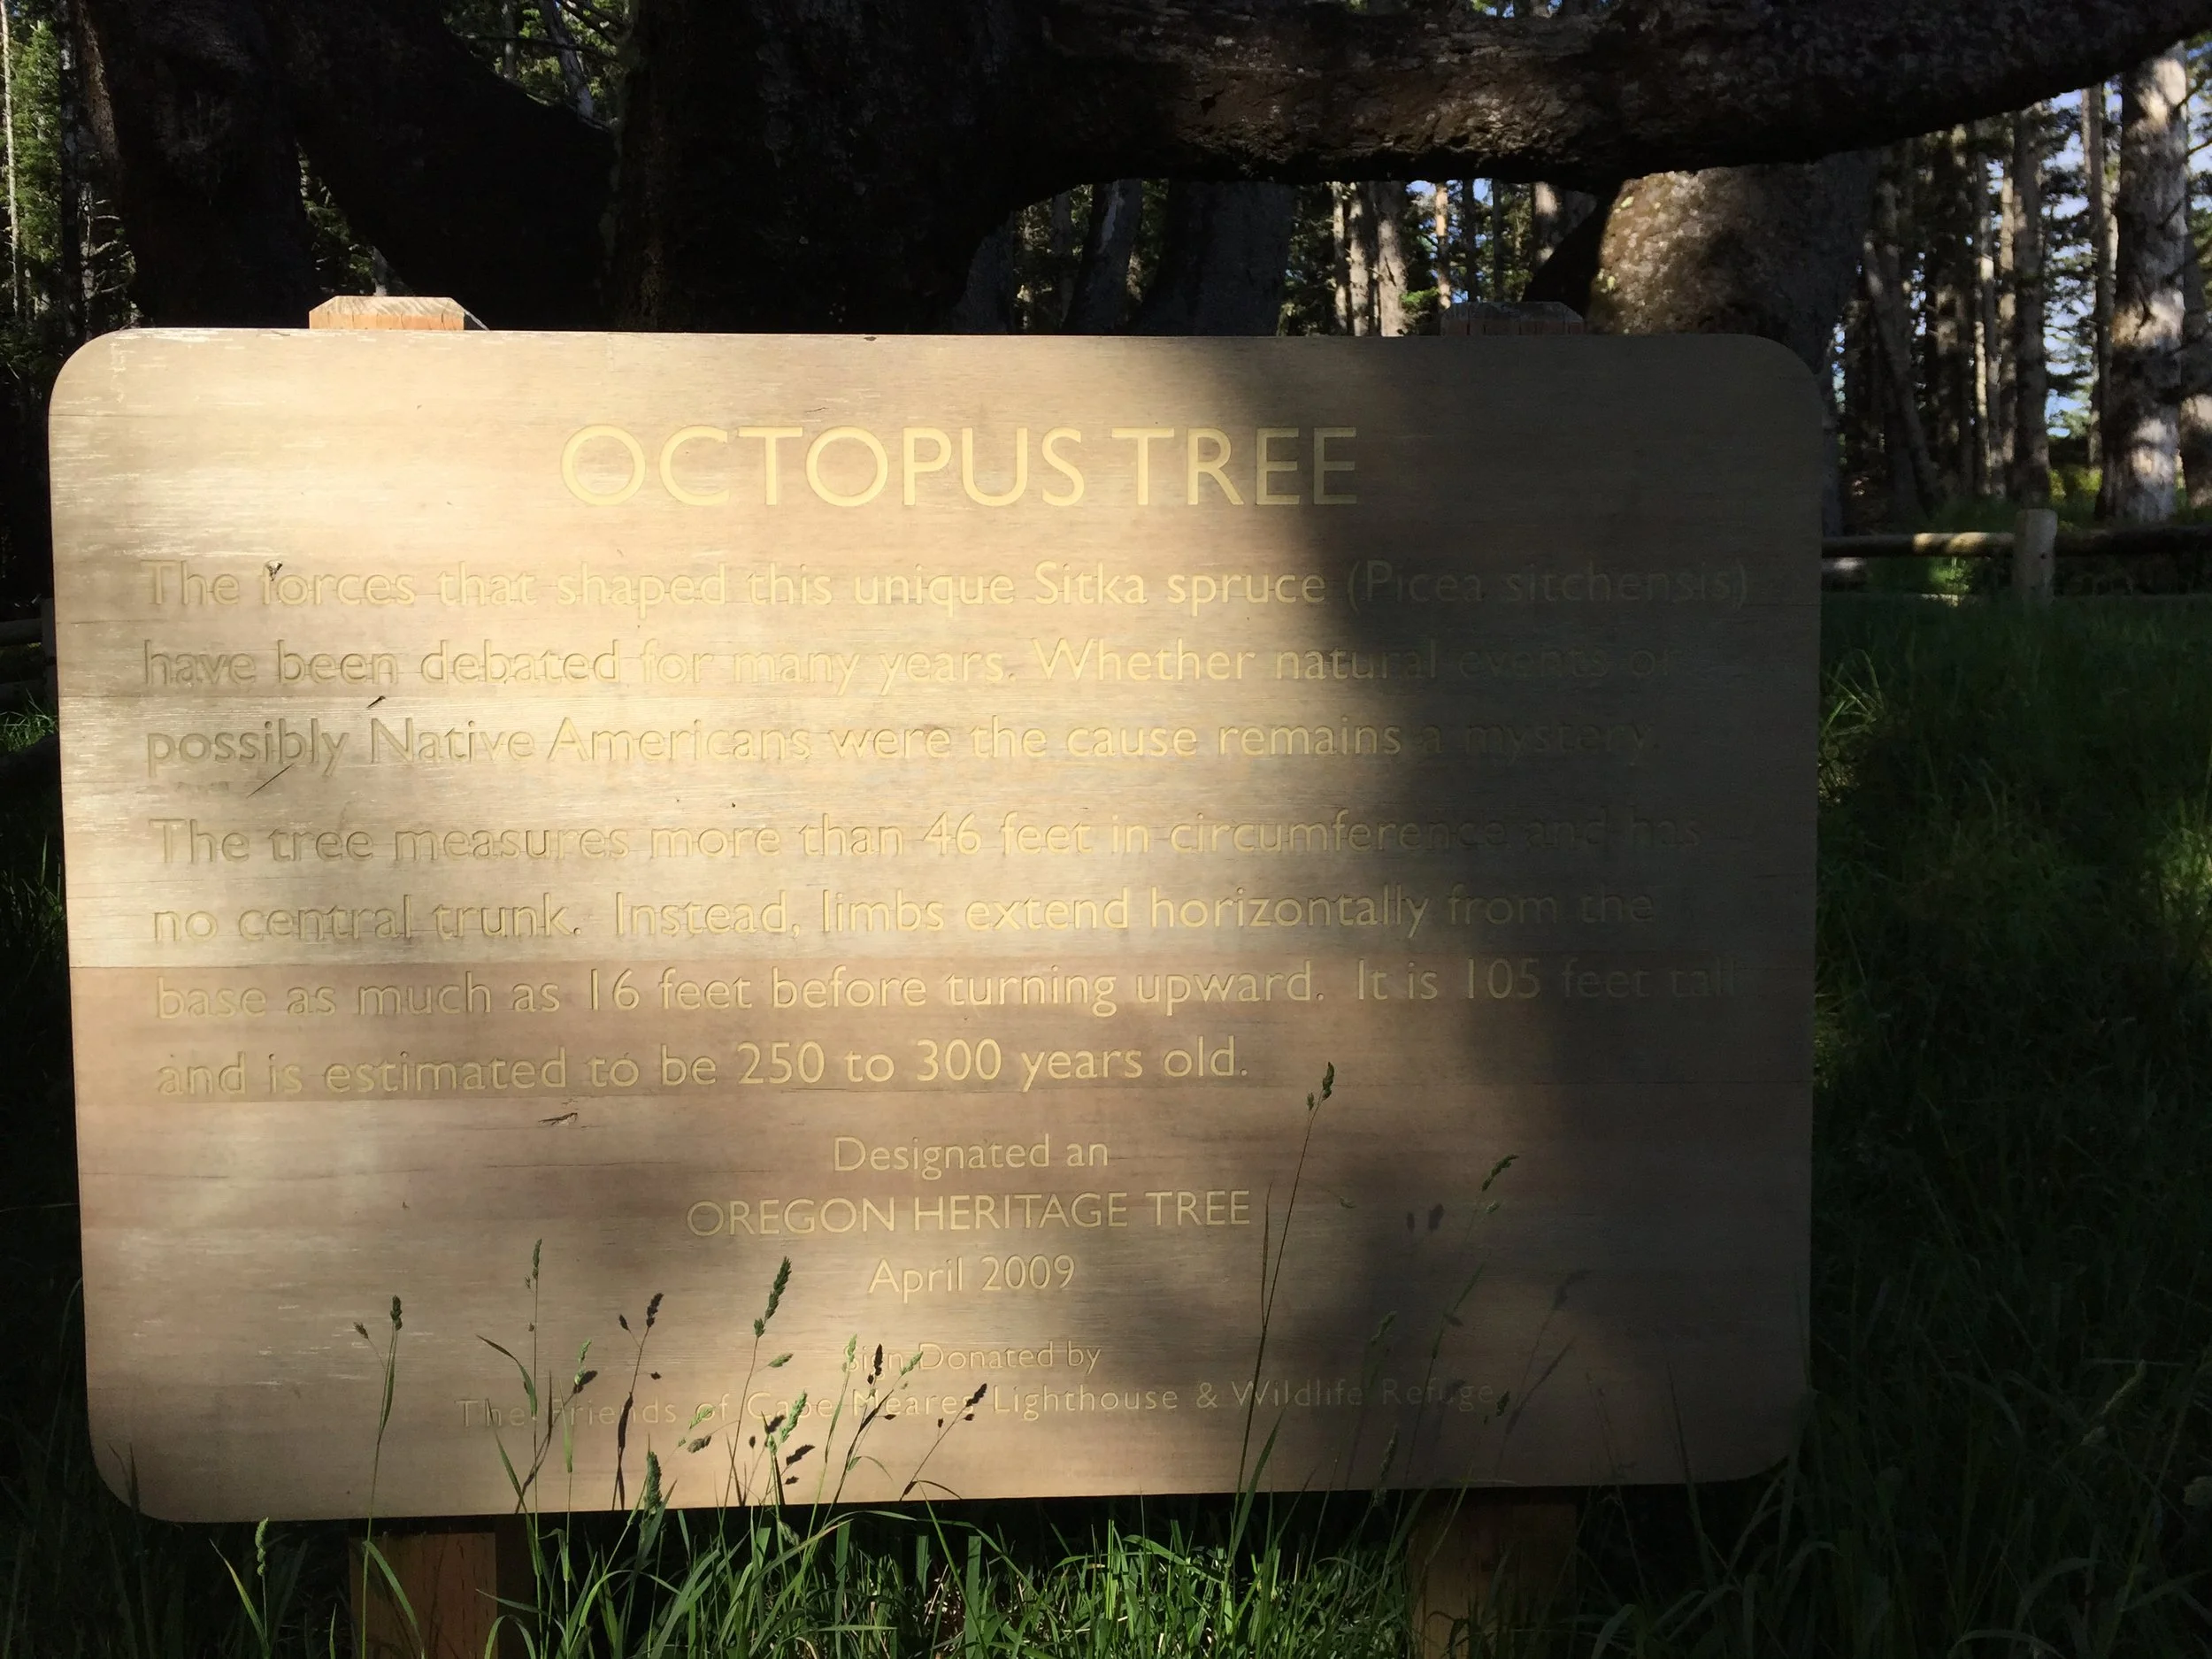 OCTOPUS TREE
The forces that shaped this unique Sitka spruce (Picea sitchensis)
have been debated for many years. Whether natural events or
possibly Native Americans were the cause remains a mystery.
The tree measures more than 46 feet in circumference and has
no central trunk. Instead, limbs extend horizontally from the
base as much as 16 feet before turning upward. It is 105 feet tall
and is estimated to be 250 to 300 years old.
Designated an
OREGON HERITAGE TREE
April 2009
Sign Donated by
The Friends of Cape Meares Lighthouse & Wildlife Refuge